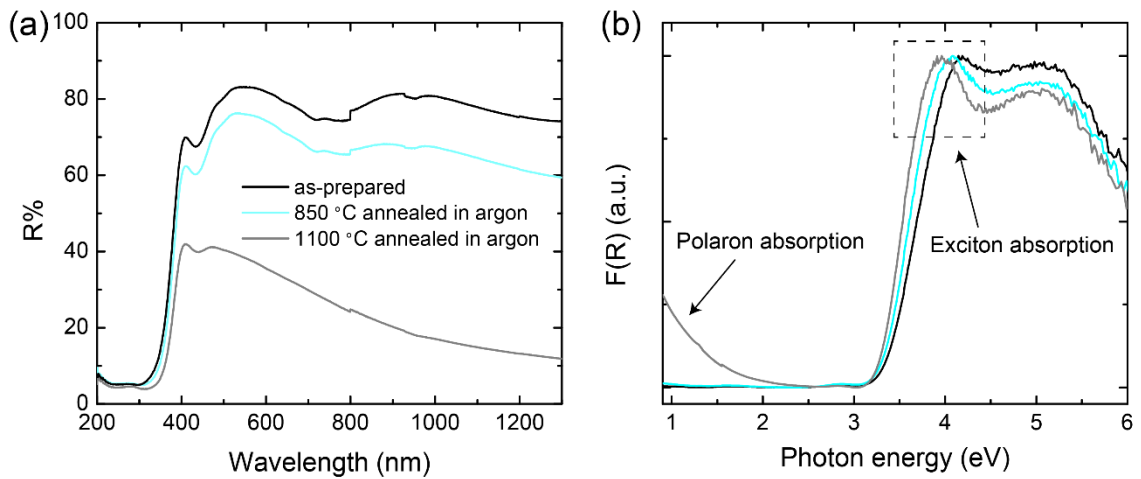 (a)
100
80
60
40
20
0
R%
as-prepared
850 °C annealed in argon
1100 °C annealed in argon
200 400 600 800 1000 1200
Wavelength (nm)
(b)
F(R) (a.u.)
Polaron absorption
Exciton absorption
1 2 3 4 5 6
Photon energy (eV)